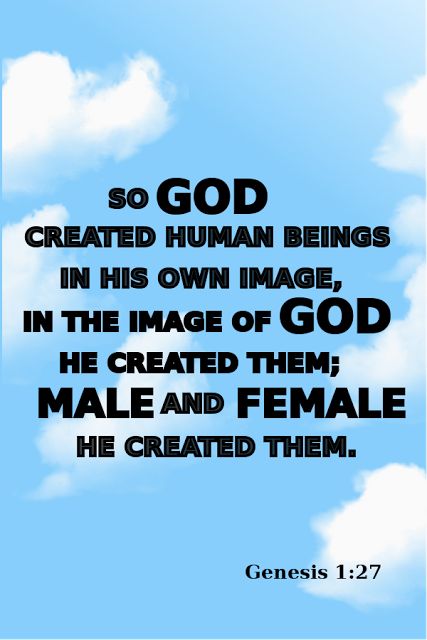 SO GOD
CREATED HUMAN BEINGS
IN HIS OWN IMAGE,
IN THE IMAGE OF GOD
HE CREATED THEM;
MALE AND FEMALE
HE CREATED THEM.
Genesis 1:27